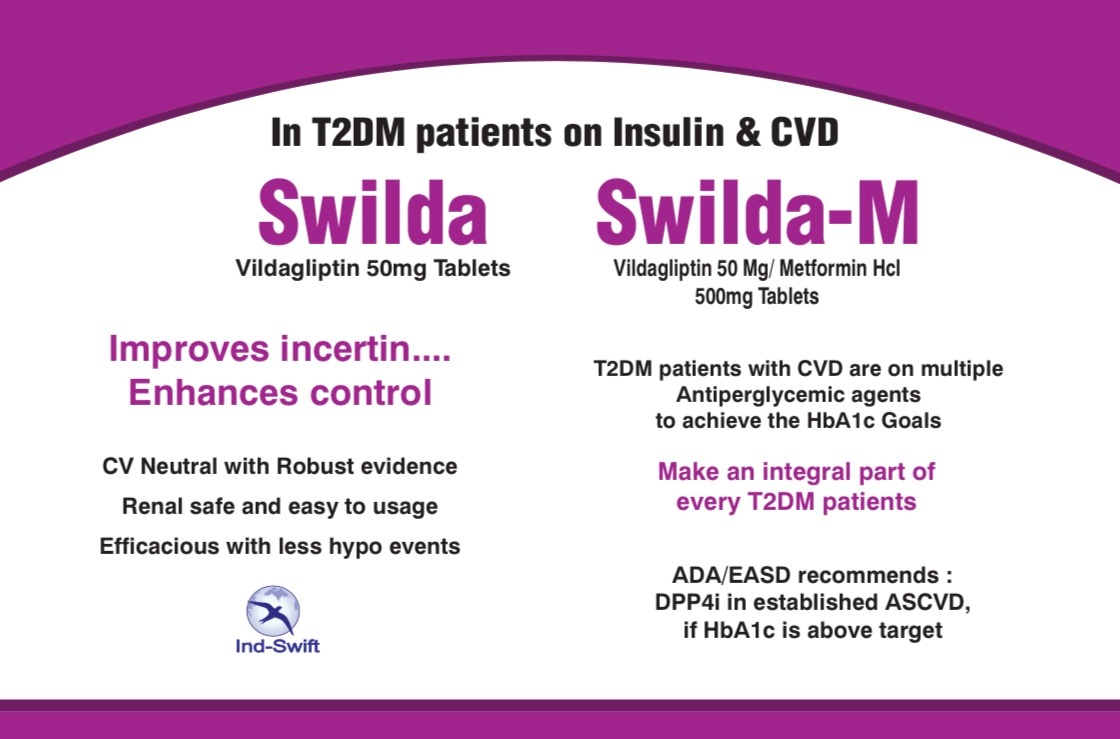 In T2DM patients on Insulin & CVD
Swilda
Vildagliptin 50mg Tablets
Swilda-M
Vildagliptin 50 Mg/ Metformin Hcl
500mg Tablets
Improves incertin....
Enhances control
CV Neutral with Robust evidence
Renal safe and easy to usage
Efficacious with less hypo events
Ind-Swift
T2DM patients with CVD are on multiple
Antiperglycemic agents
to achieve the HbA1c Goals
Make an integral part of
every T2DM patients
ADA/EASD recommends :
DPP4i in established ASCVD,
if HbA1c is above target